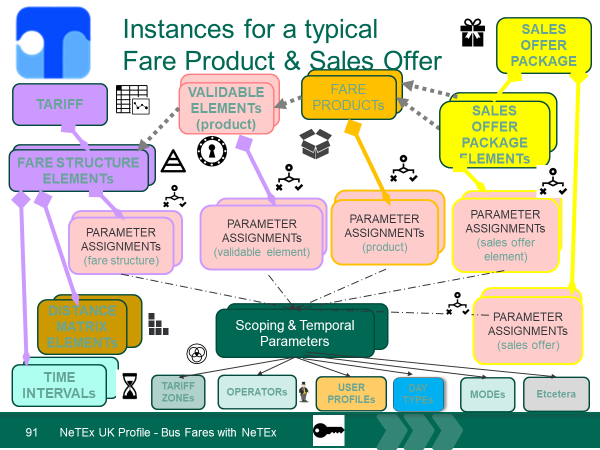 Instances for a typical
Fare Product & Sales Offer
SALES
OFFER
PACKAGE
TARIFF
VALIDABLE
ELEMENTs
(product)
FARE
PRODUCTs
SALES
OFFER
PACKAGE
ELEMENTs
FARE STRUCTURE
ELEMENTs
PARAMETER
ASSIGNMENTs
(fare structure)
PARAMETER
ASSIGNMENTs
(validable element)
PARAMETER
ASSIGNMENTs
(product)
PARAMETER
ASSIGNMENTs
(sales offer
element)
DISTANCE
MATRIX
ELEMENTs
Scoping & Temporal
Parameters
PARAMETER
ASSIGNMENTs
(sales offer)
TIME
INTERVALs
TARIFF
ZONEs
OPERATORs
USER
PROFILEs
DAY
TYPEs
MODEs
Etcetera
91 NeTEx UK Profile - Bus Fares with NeTEx